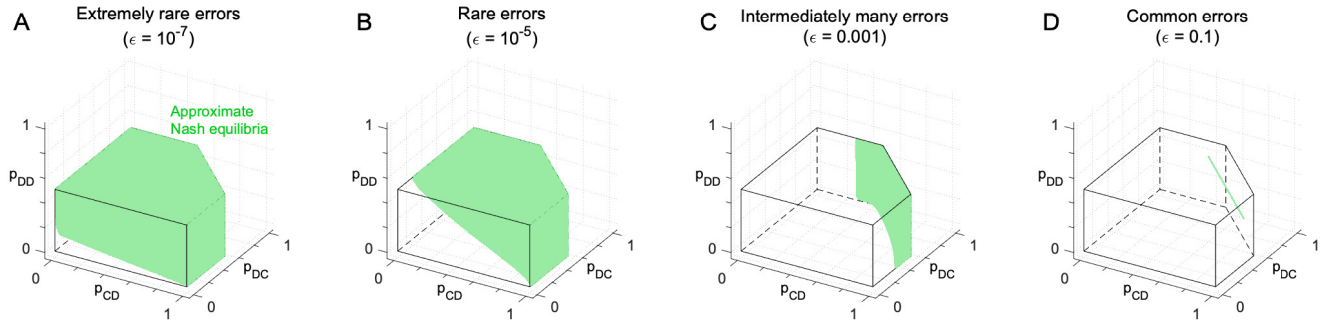 A
Extremely rare errors
(ϵ = 10⁻⁷)
Approximate
Nash equilibria
1
p_DD
0
0
p_CD
1
0
p_DC
1
B
Rare errors
(ϵ = 10⁻⁵)
1
p_DD
0
0
p_CD
1
0
p_DC
1
C
Intermediately many errors
(ϵ = 0.001)
1
p_DD
0
0
p_CD
1
0
p_DC
1
D
Common errors
(ϵ = 0.1)
1
p_DD
0
0
p_CD
1
0
p_DC
1